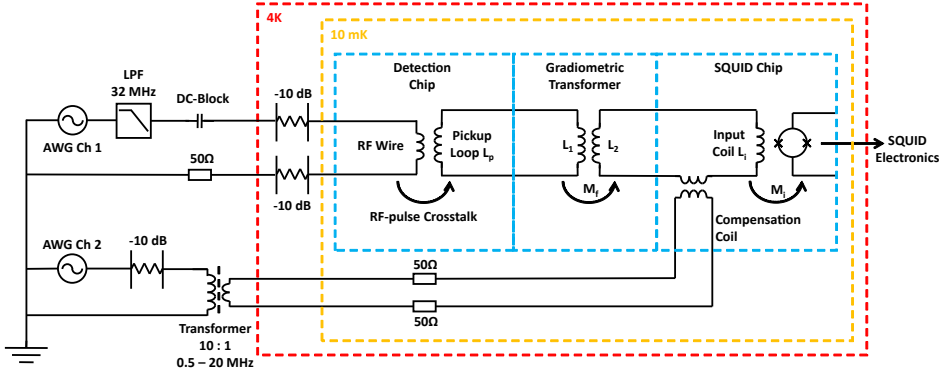 4K
10 mK
LPF
32 MHz
DC-Block
-10 dB
AWG Ch 1
50Ω
-10 dB
Detection
Chip
RF Wire
Pickup
Loop Lp
RF-pulse Crosstalk
Gradiometric
Transformer
L1
L2
Mf
SQUID Chip
Input
Coil Li
Mi
SQUID
Electronics
Compensation
Coil
AWG Ch 2
-10 dB
Transformer
10 : 1
0.5 – 20 MHz
50Ω
50Ω